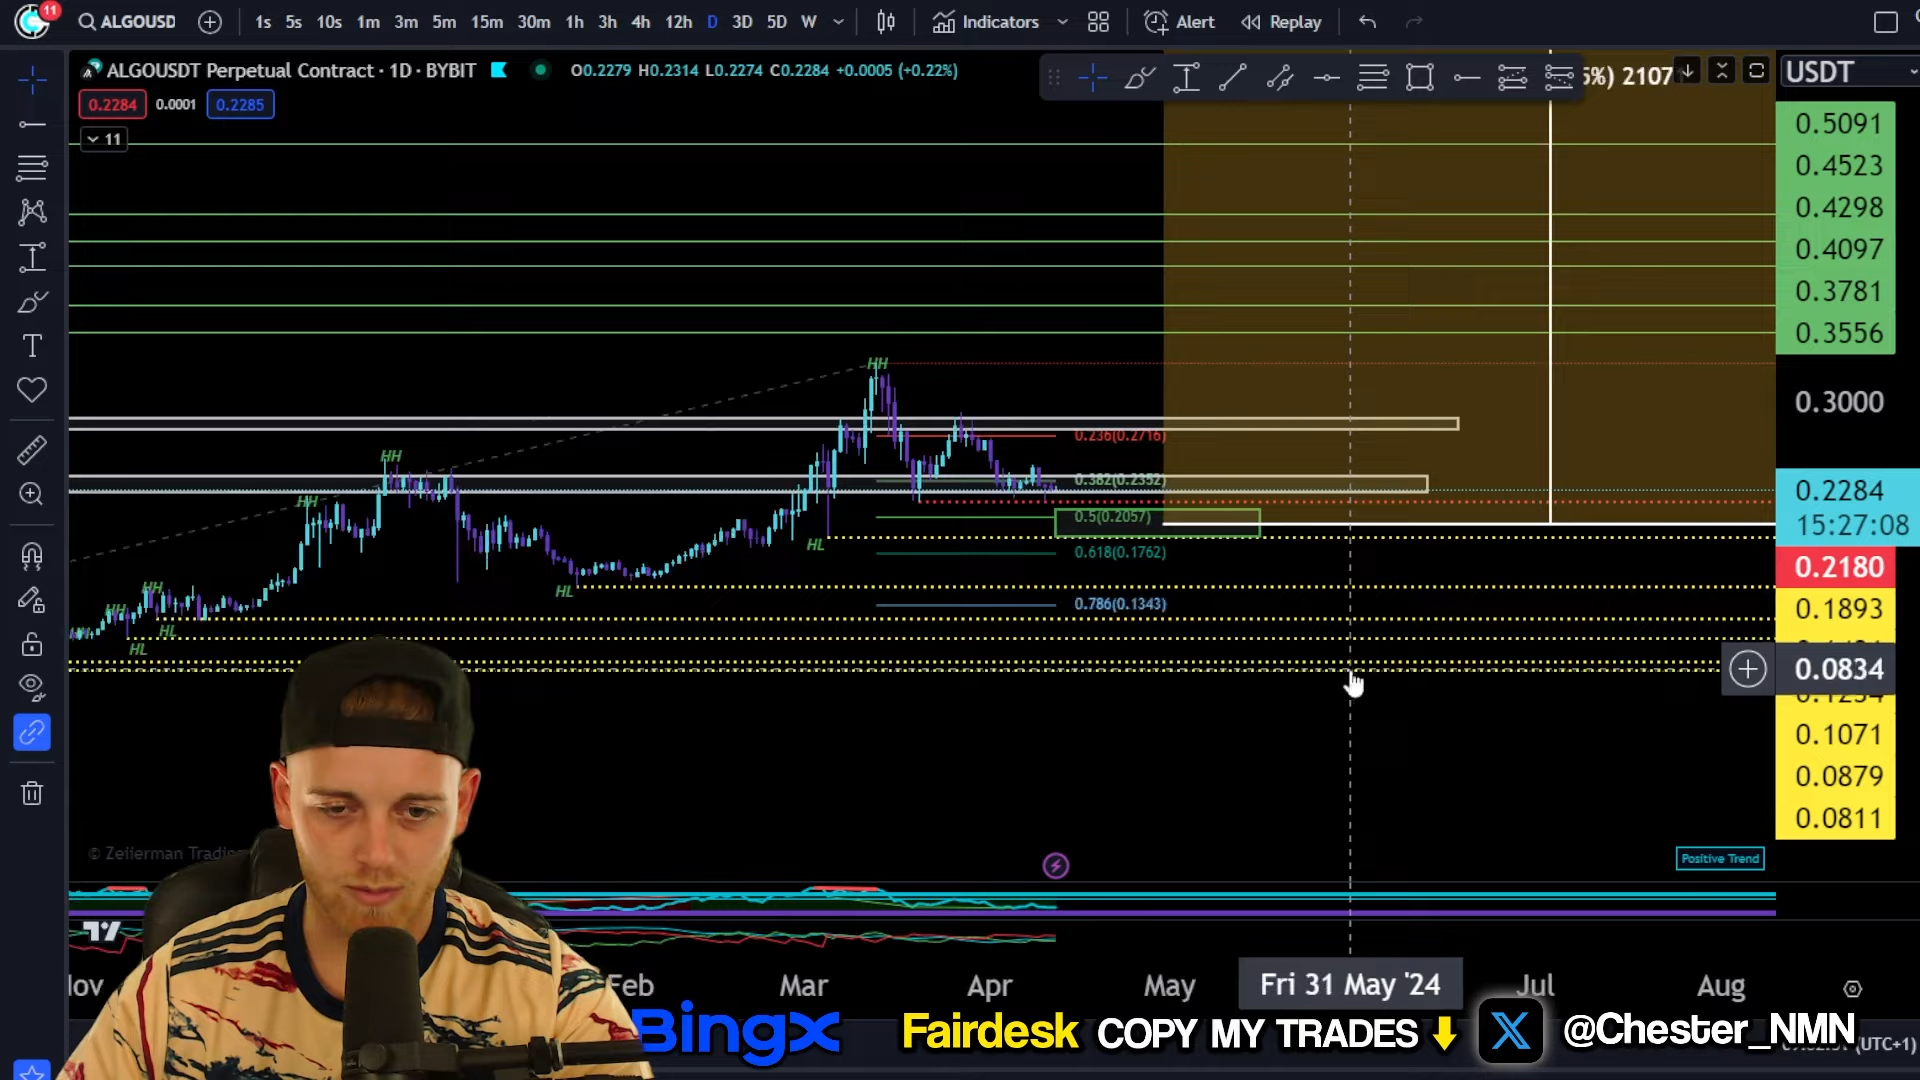 11
ALGOUSD
1s 5s 10s 1m 3m 5m 15m 30m 1h 3h 4h 12h D 3D 5D W
Indicators
Alert
Replay
ALGOUSDT Perpetual Contract · 1D · BYBIT
O0.2279 H0.2314 L0.2274 C0.2284 +0.0005 (+0.22%)
5%) 2107
USDT
0.2284 0.0001 0.2285
11
0.5091
0.4523
0.4298
0.4097
0.3781
0.3556
0.3000
0.2284
15:27:08
0.2180
0.1893
0.0834
0.1071
0.0879
0.0811
HH
HH
HH
HH
HH
HL
HL
HL
HL
0.236(0.2716)
0.382(0.2352)
0.5(0.2057)
0.618(0.1762)
0.786(0.1343)
Positive Trend
Feb Mar Apr May Fri 31 May '24 Jul Aug
BingX
Fairdesk COPY MY TRADES
X
@Chester_NMN
(UTC+1)